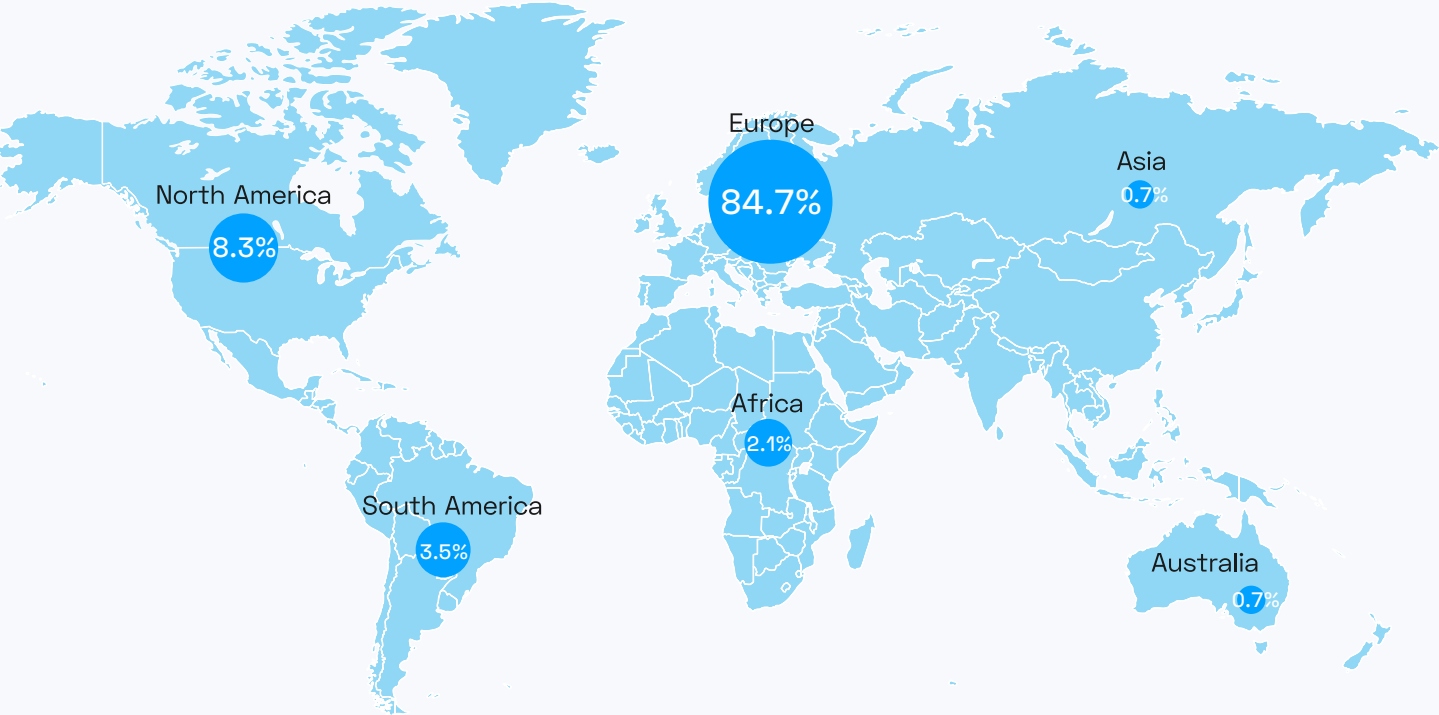 Europe
84.7%
Asia
0.7%
North America
8.3%
Africa
2.1%
South America
3.5%
Australia
0.7%